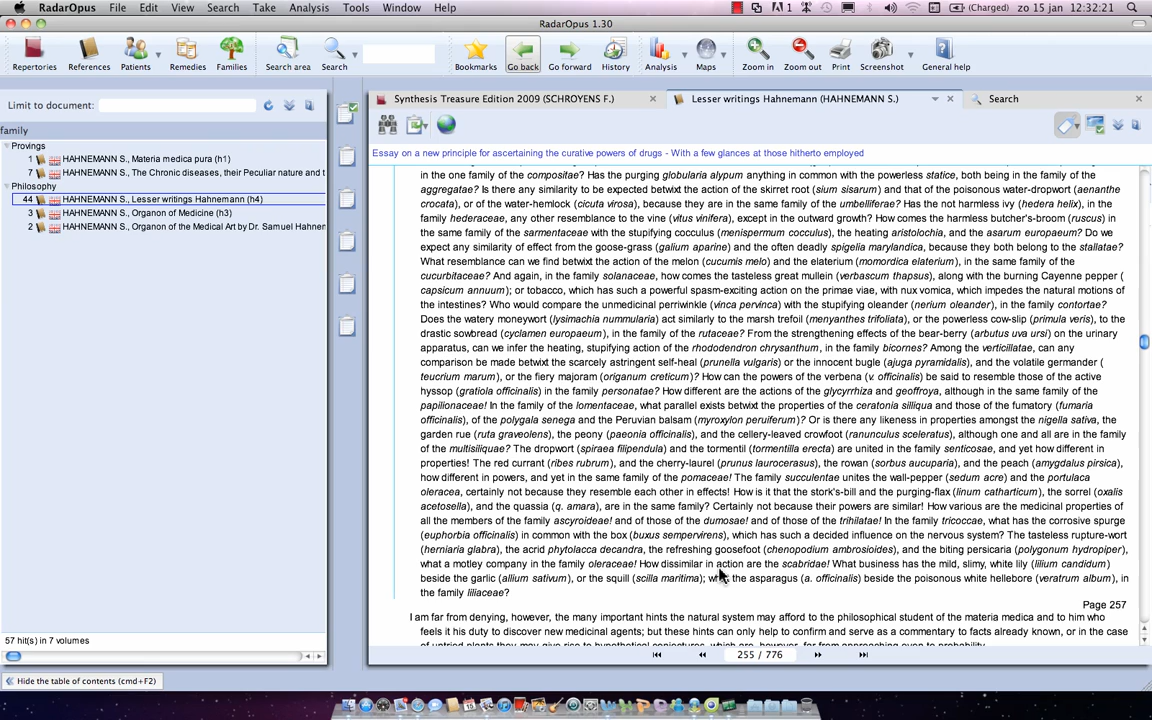 RadarOpus File Edit View Search Take Analysis Tools Window Help
1 (Charged) zo 15 jan 12:32:21
RadarOpus 1.30
Repertories References Patients Remedies Families Search area Search Bookmarks Go back Go forward History Analysis Maps Zoom in Zoom out Print Screenshot General help
Limit to document:
family
Provings
1 HAHNEMANN S., Materia medica pura (h1)
7 HAHNEMANN S., The Chronic diseases, their Peculiar nature and t
Philosophy
44 HAHNEMANN S., Lesser writings Hahnemann (h4)
3 HAHNEMANN S., Organon of Medicine (h3)
2 HAHNEMANN S., Organon of the Medical Art by Dr. Samuel Hahner
57 hit(s) in 7 volumes
Hide the table of contents (cmd+F2)
Synthesis Treasure Edition 2009 (SCHROYENS F.) Lesser writings Hahnemann (HAHNEMANN S.) Search
Essay on a new principle for ascertaining the curative powers of drugs - With a few glances at those hitherto employed
in the one family of the compositae? Has the purging globularia alypum anything in common with the powerless statice, both being in the family of the
aggregatae? Is there any similarity to be expected betwixt the action of the skirret root (sium sisarum) and that of the poisonous water-dropwort (aenanthe
crocata), or of the water-hemlock (cicuta virosa), because they are in the same family of the umbelliferae? Has the not harmless ivy (hedera helix), in the
family hederaceae, any other resemblance to the vine (vitus vinifera), except in the outward growth? How comes the harmless butcher's-broom (ruscus) in
the same family of the sarmentaceae with the stupifying cocculus (menispermum cocculus), the heating aristolochia, and the asarum europaeum? Do we
expect any similarity of effect from the goose-grass (galium aparine) and the often deadly spigelia marylandica, because they both belong to the stallatae?
What resemblance can we find betwixt the action of the melon (cucumis melo) and the elaterium (momordica elaterium), in the same family of the
cucurbitaceae? And again, in the family solanaceae, how comes the tasteless great mullein (verbascum thapsus), along with the burning Cayenne pepper (
capsicum annuum); or tobacco, which has such a powerful spasm-exciting action on the primae viae, with nux vomica, which impedes the natural motions of
the intestines? Who would compare the unmedicinal perriwinkle (vinca pervinca) with the stupifying oleander (nerium oleander), in the family contortae?
Does the watery moneywort (lysimachia nummularia) act similarly to the marsh trefoil (menyanthes trifoliata), or the powerless cow-slip (primula veris), to the
drastic sowbread (cyclamen europaeum), in the family of the rutaceae? From the strengthening effects of the bear-berry (arbutus uva ursi) on the urinary
apparatus, can we infer the heating, stupifying action of the rhododendron chrysanthum, in the family bicornes? Among the verticillatae, can any
comparison be made betwixt the scarcely astringent self-heal (prunella vulgaris) or the innocent bugle (ajuga pyramidalis), and the volatile germander (
teucrium marum), or the fiery majoram (origanum creticum)? How can the powers of the verbena (v. officinalis) be said to resemble those of the active
hyssop (gratiola officinalis) in the family personatae? How different are the actions of the glycyrrhiza and geoffroya, although in the same family of the
papilionaceae! In the family of the lomentaceae, what parallel exists betwixt the properties of the ceratonia silliqua and those of the fumatory (fumaria
officinalis), of the polygala senega and the Peruvian balsam (myroxylon peruiferum)? Or is there any likeness in properties amongst the nigella sativa, the
garden rue (ruta graveolens), the peony (paeonia officinalis), and the cellery-leaved crowfoot (ranunculus sceleratus), although one and all are in the family
of the multisiliquae? The dropwort (spiraea filipendula) and the tormentil (tormentilla erecta) are united in the family senticosae, and yet how different in
properties! The red currant (ribes rubrum), and the cherry-laurel (prunus laurocerasus), the rowan (sorbus aucuparia), and the peach (amygdalus pirsica),
how different in powers, and yet in the same family of the pomaceae! The family succulentae unites the wall-pepper (sedum acre) and the portulaca
oleracea, certainly not because they resemble each other in effects! How is it that the stork's-bill and the purging-flax (linum catharticum), the sorrel (oxalis
acetosella), and the quassia (q. amara), are in the same family? Certainly not because their powers are similar! How various are the medicinal properties of
all the members of the family ascyroideae! and of those of the dumosae! and of those of the trihilatae! In the family tricoccae, what has the corrosive spurge
(euphorbia officinalis) in common with the box (buxus sempervirens), which has such a decided influence on the nervous system? The tasteless rupture-wort
(herniaria glabra), the acrid phytolacca decandra, the refreshing goosefoot (chenopodium ambrosioides), and the biting persicaria (polygonum hydropiper),
what a motley company in the family oleraceae! How dissimilar in action are the scabridae! What business has the mild, slimy, white lily (lilium candidum)
beside the garlic (allium sativum), or the squill (scilla maritima); what the asparagus (a. officinalis) beside the poisonous white hellebore (veratrum album), in
the family liliaceae?
Page 257
I am far from denying, however, the many important hints the natural system may afford to the philosophical student of the materia medica and to him who
feels it his duty to discover new medicinal agents; but these hints can only help to confirm and serve as a commentary to facts already known, or in the case
of untried plants they may give rise to hypothetical conjectures, which are, however, far from approaching even to probability.
255 / 776